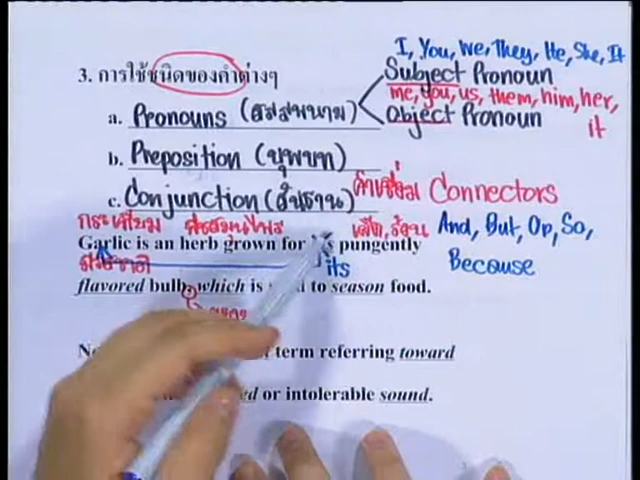 I, You, We, They, He, She, It
3. การใช้ชนิดของคำต่างๆ
Subject Pronoun
me, you, us, them, him, her,
it
a. Pronouns (สรรพนาม)
Object Pronoun
b. Preposition (บุพบท)
c. Conjunction (สันธาน)
คำเชื่อม Connectors
กระเทียม
And, But, Or, So,
Garlic is an herb grown for pungently
its
Because
flavored bulb, which is to season food.
term referring toward
or intolerable sound.